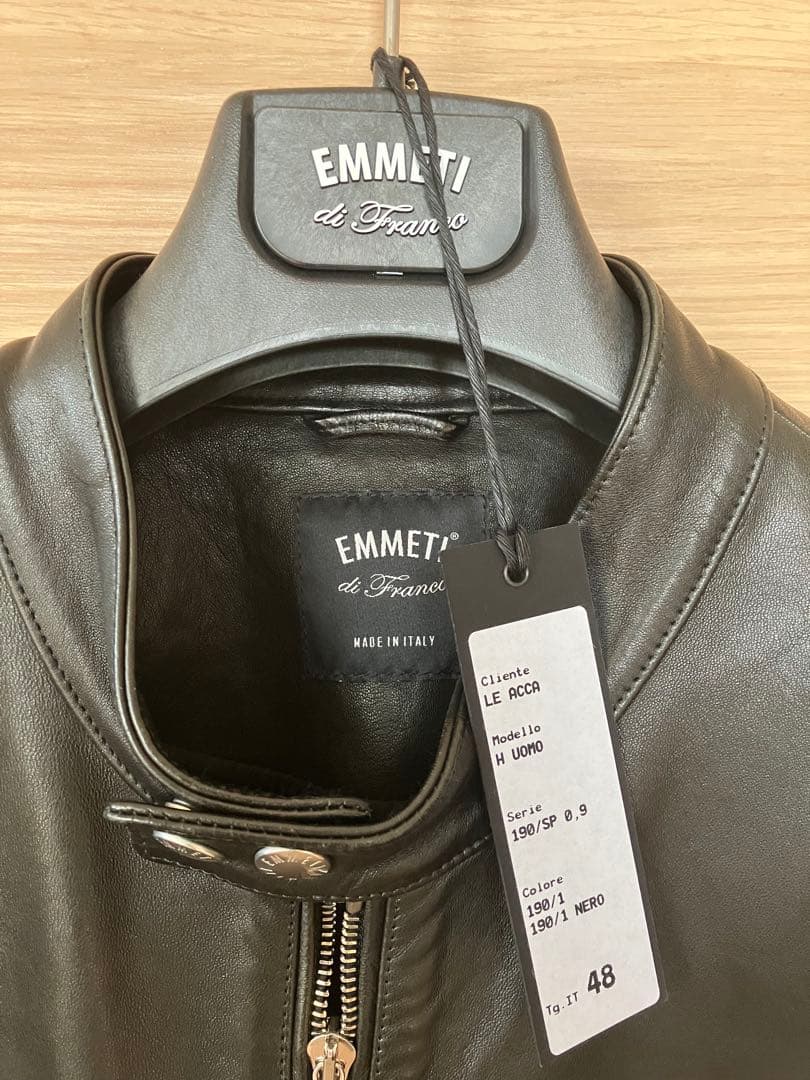 EMMETI
di Franco
EMMETI®
di Franco
MADE IN ITALY
Cliente
LE ACCA
Modello
H UOMO
Serie
190/SP 0,9
Colore
190/1
190/1 NERO
Tg.IT 48